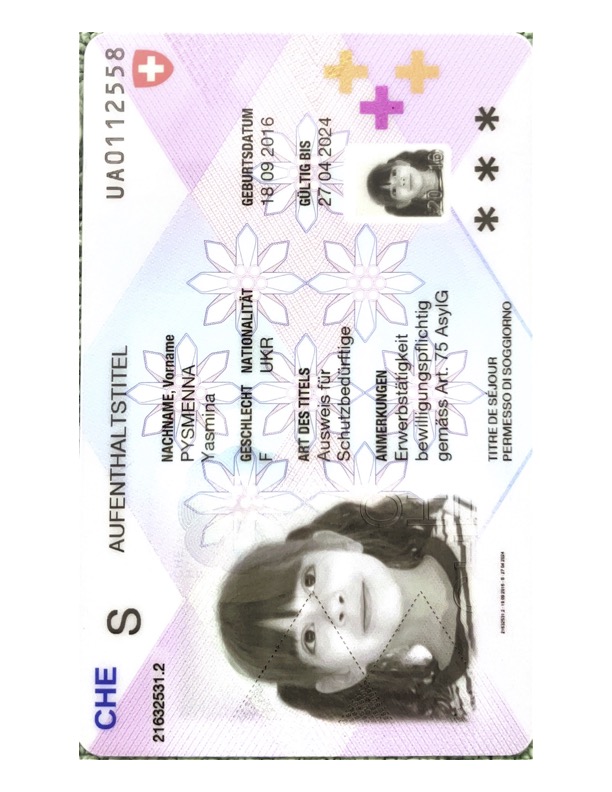 CHE S AUFENTHALTSTITEL UA0112558
21632531.2
NACHNAME, Vorname
PYSMENNA
Yasmina
GESCHLECHT NATIONALITÄT GEBURTSDATUM
F UKR 18 09 2016
ART DES TITELS GÜLTIG BIS
Ausweis für 27 04 2024
Schutzbedürftige
ANMERKUNGEN
Erwerbstätigkeit
bewilligungspflichtig
gemäss Art. 75 AsylG
* * *
TITRE DE SÉJOUR
PERMESSO DI SOGGIORNO